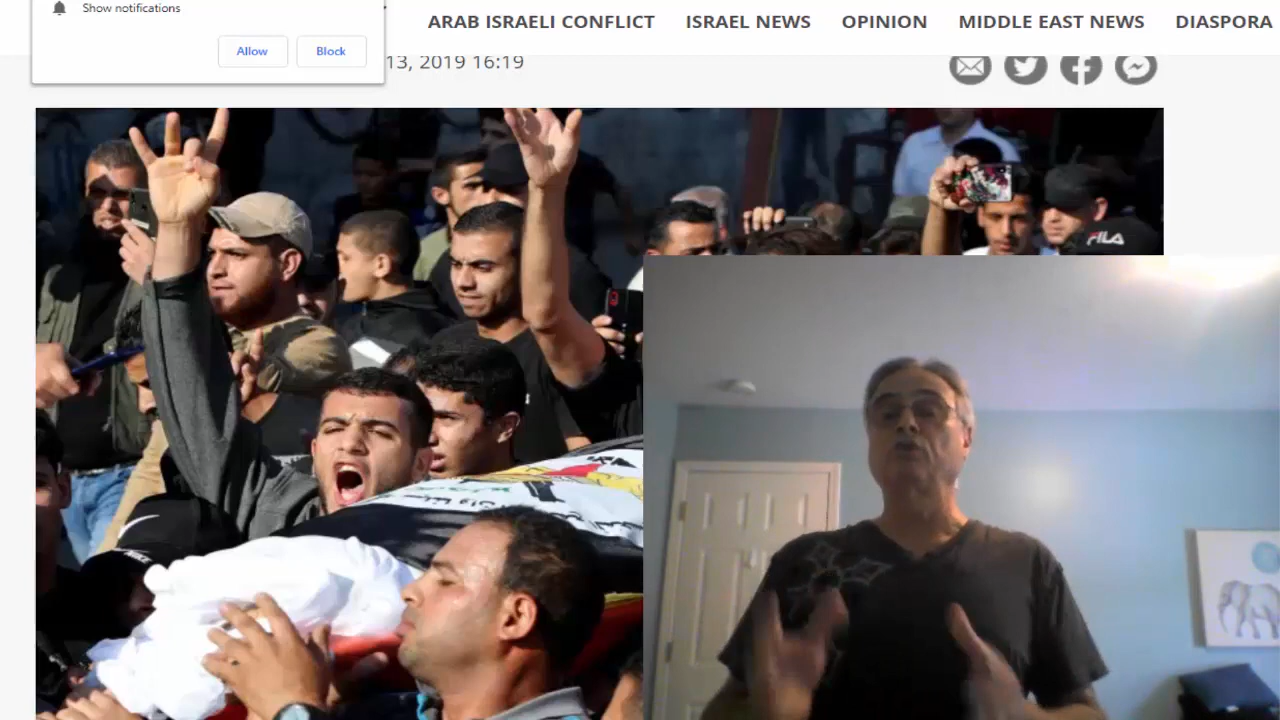 Show notifications
Allow Block
ARAB ISRAELI CONFLICT ISRAEL NEWS OPINION MIDDLE EAST NEWS DIASPORA
13, 2019 16:19
FILA